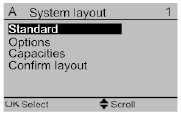 A System layout 1
Standard
Options
Capacities
Confirm layout
OK Select Scroll